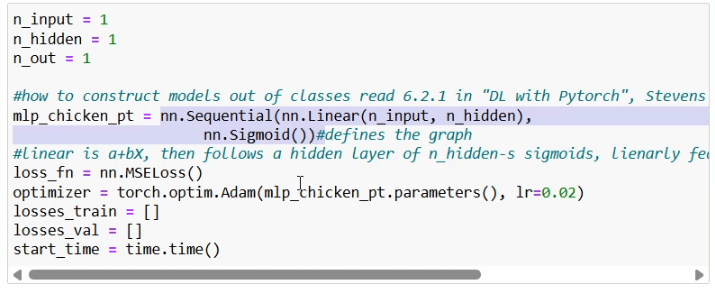 n_input = 1
n_hidden = 1
n_out = 1
#how to construct models out of classes read 6.2.1 in "DL with Pytorch", Stevens
mlp_chicken_pt = nn.Sequential(nn.Linear(n_input, n_hidden),
nn.Sigmoid())#defines the graph
#linear is a+bX, then follows a hidden layer of n_hidden-s sigmoids, lienarly fe
loss_fn = nn.MSELoss()
optimizer = torch.optim.Adam(mlp_chicken_pt.parameters(), lr=0.02)
losses_train = []
losses_val = []
start_time = time.time()